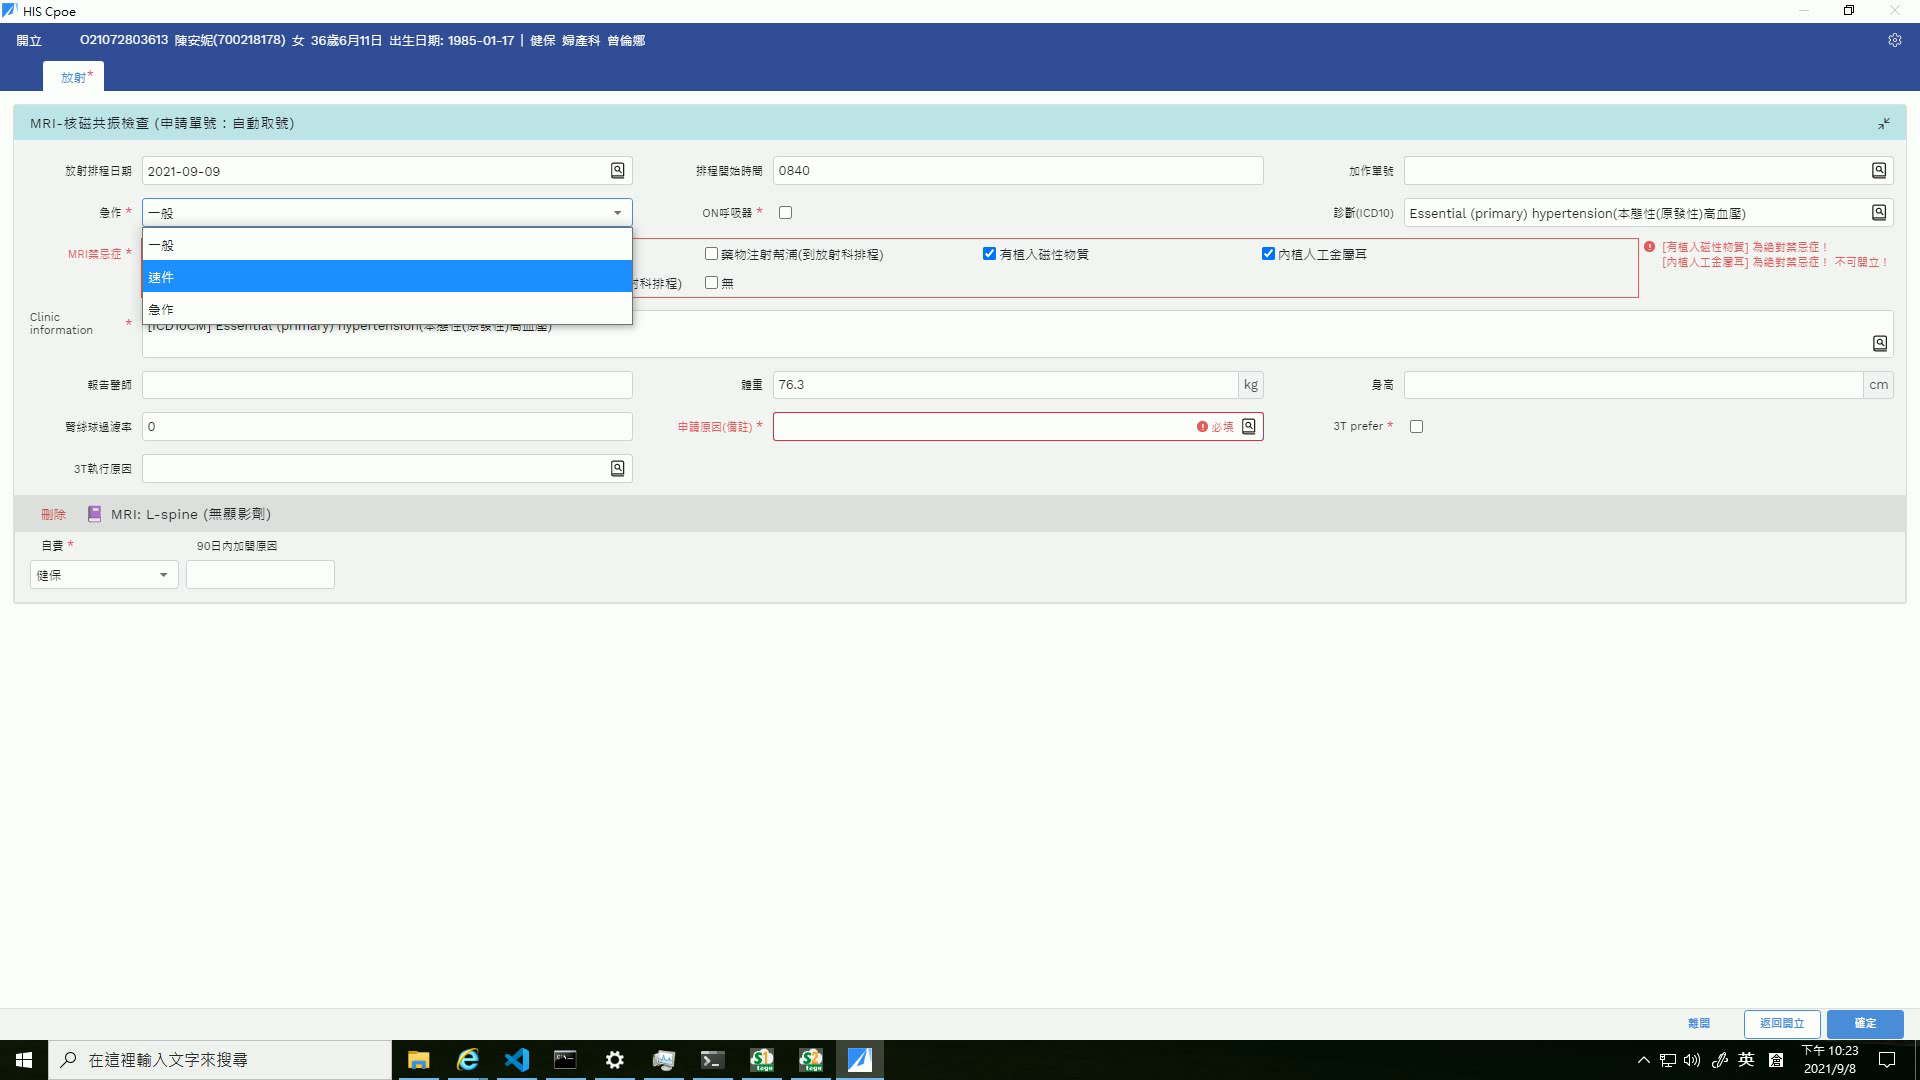 HIS Cpoe
開立 O21072803613 陳安妮(700218178) 女 36歲6月11日 出生日期: 1985-01-17 | 健保 婦產科 曾倫娜
放射*
MRI-核磁共振檢查 (申請單號：自動取號)
放射排程日期 2021-09-09 排程開始時間 0840 加作單號
急作 * 一般 ON呼吸器 * 診斷(ICD10) Essential (primary) hypertension(本態性(原發性)高血壓)
一般
速件
急作
MRI禁忌症 * 藥物注射幫浦(到放射科排程) 有植入磁性物質 內植人工金屬耳
[有植入磁性物質] 為絶對禁忌症！
[內植人工金屬耳] 為絶對禁忌症！ 不可開立！
射科排程) 無
Clinic
information * [ICD10CM] Essential (primary) hypertension(本態性(原發性)高血壓)
報告醫師 體重 76.3 kg 身高 cm
腎絲球過濾率 0 申請原因(備註) * 必填 3T prefer *
3T執行原因
刪除 MRI: L-spine (無顯影劑)
自費 * 90日內加開原因
健保
離開 返回開立 確定
在這裡輸入文字來搜尋
英 下午 10:23
2021/9/8